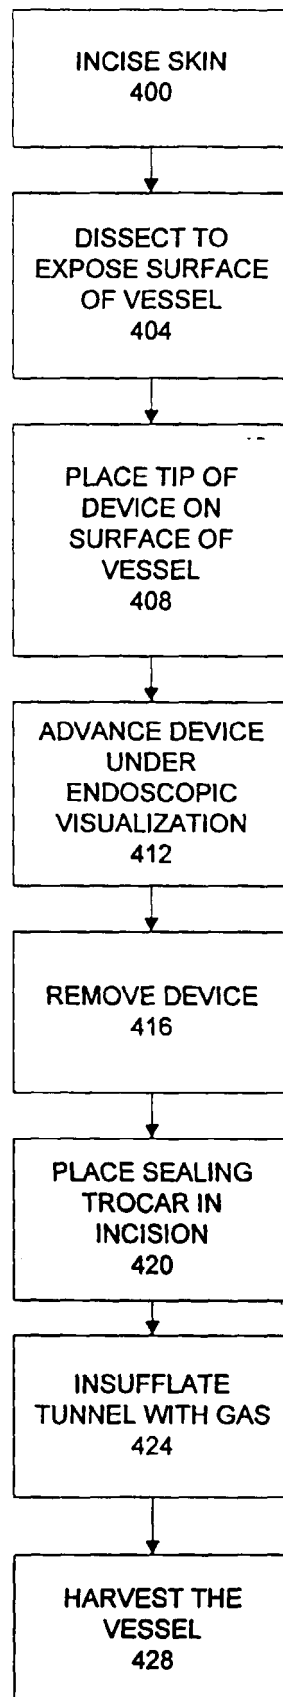 INCISE SKIN
400
DISSECT TO
EXPOSE SURFACE
OF VESSEL
404
PLACE TIP OF
DEVICE ON
SURFACE OF
VESSEL
408
ADVANCE DEVICE
UNDER
ENDOSCOPIC
VISUALIZATION
412
REMOVE DEVICE
416
PLACE SEALING
TROCAR IN
INCISION
420
INSUFFLATE
TUNNEL WITH GAS
424
HARVEST THE
VESSEL
428